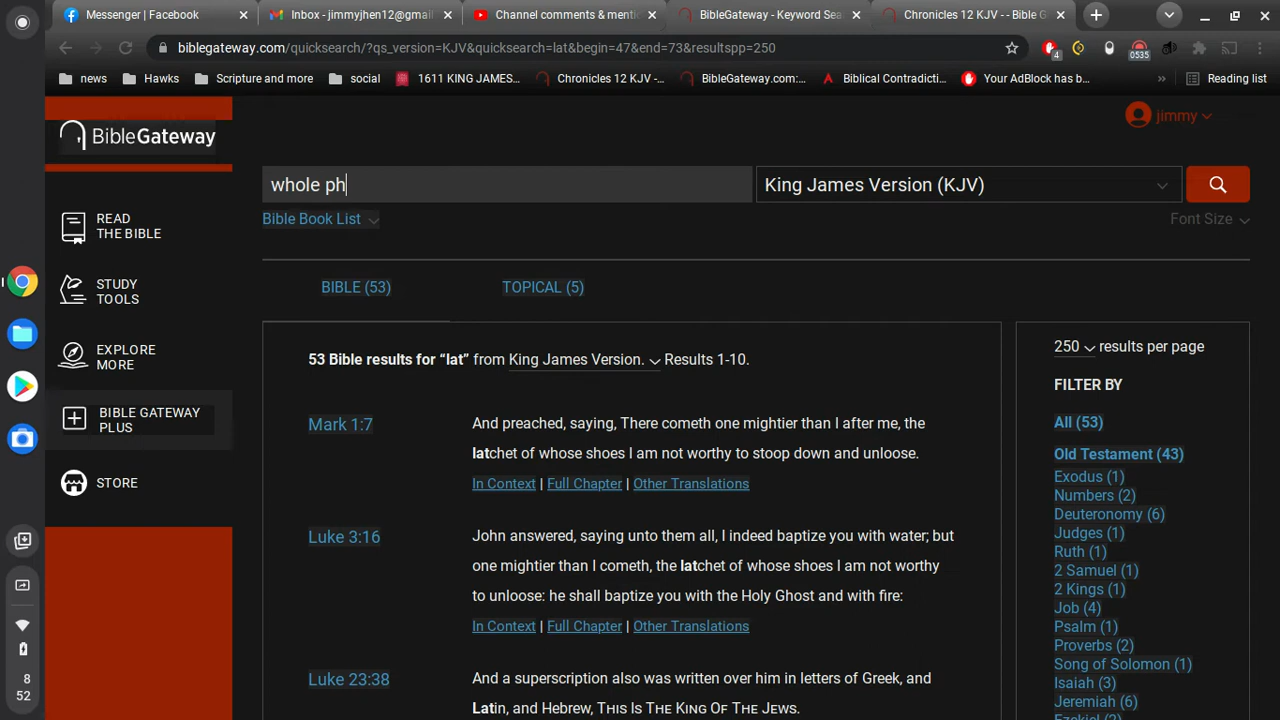 Messenger | Facebook
Inbox - jimmyjhen12@gmail
Channel comments & mentic
BibleGateway - Keyword Sea
Chronicles 12 KJV - - Bible G
biblegateway.com/quicksearch/?qs_version=KJV&quicksearch=lat&begin=47&end=73&resultspp=250
4
0535
news
Hawks
Scripture and more
social
1611 KING JAMES...
Chronicles 12 KJV -...
BibleGateway.com:...
Biblical Contradicti...
Your AdBlock has b...
»
Reading list
BibleGateway
jimmy
whole ph
King James Version (KJV)
Bible Book List
Font Size
READ
THE BIBLE
STUDY
TOOLS
EXPLORE
MORE
BIBLE GATEWAY
PLUS
STORE
BIBLE (53)
TOPICAL (5)
53 Bible results for “lat” from King James Version. Results 1-10.
Mark 1:7
And preached, saying, There cometh one mightier than I after me, the
latchet of whose shoes I am not worthy to stoop down and unloose.
In Context | Full Chapter | Other Translations
Luke 3:16
John answered, saying unto them all, I indeed baptize you with water; but
one mightier than I cometh, the latchet of whose shoes I am not worthy
to unloose: he shall baptize you with the Holy Ghost and with fire:
In Context | Full Chapter | Other Translations
Luke 23:38
And a superscription also was written over him in letters of Greek, and
Latin, and Hebrew, This Is The King Of The Jews.
250 results per page
FILTER BY
All (53)
Old Testament (43)
Exodus (1)
Numbers (2)
Deuteronomy (6)
Judges (1)
Ruth (1)
2 Samuel (1)
2 Kings (1)
Job (4)
Psalm (1)
Proverbs (2)
Song of Solomon (1)
Isaiah (3)
Jeremiah (6)
Ezekiel (2)
8
52